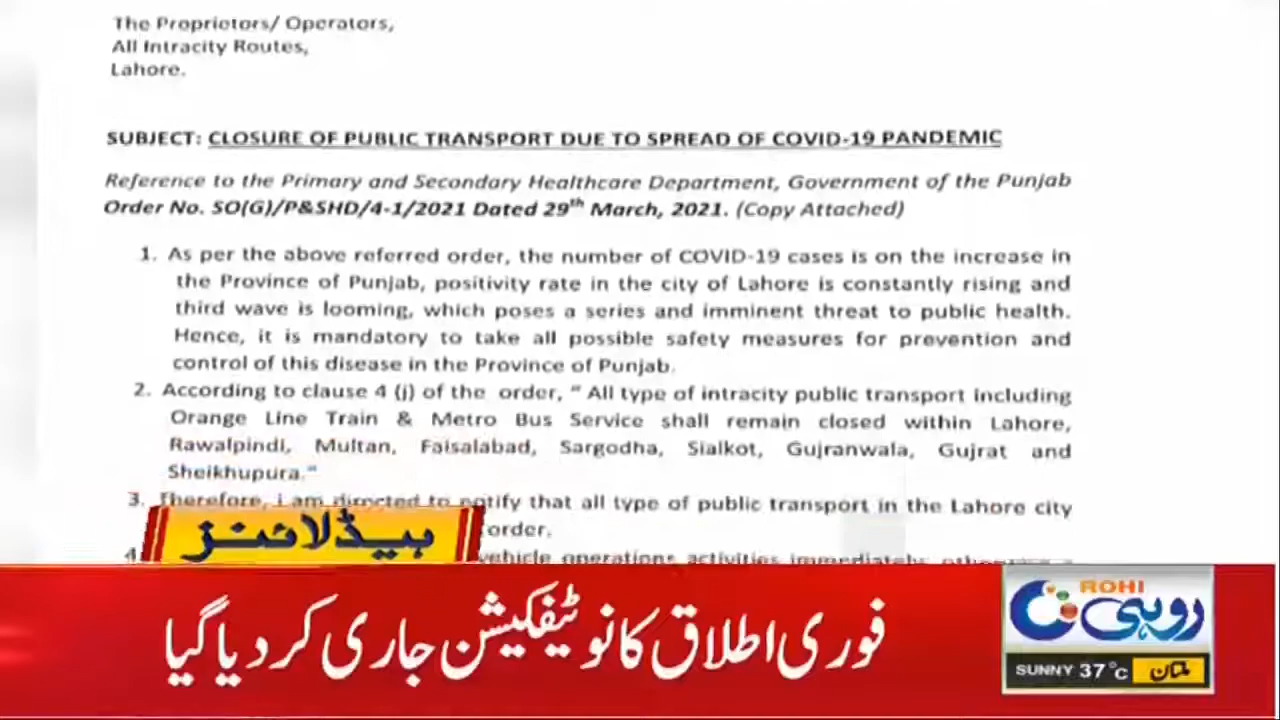 The Proprietors/ Operators,
All Intracity Routes,
Lahore.
SUBJECT: CLOSURE OF PUBLIC TRANSPORT DUE TO SPREAD OF COVID-19 PANDEMIC
Reference to the Primary and Secondary Healthcare Department, Government of the Punjab
Order No. SO(G)/P&SHD/4-1/2021 Dated 29th March, 2021. (Copy Attached)
1. As per the above referred order, the number of COVID-19 cases is on the increase in
the Province of Punjab, positivity rate in the city of Lahore is constantly rising and
third wave is looming, which poses a series and imminent threat to public health.
Hence, it is mandatory to take all possible safety measures for prevention and
control of this disease in the Province of Punjab.
2. According to clause 4 (j) of the order, " All type of intracity public transport including
Orange Line Train & Metro Bus Service shall remain closed within Lahore,
Rawalpindi, Multan, Faisalabad, Sargodha, Sialkot, Gujranwala, Gujrat and
Sheikhupura."
3. Therefore, I am directed to notify that all type of public transport in the Lahore city
order.
4. vehicle operations activities immediately
ہیڈلائنز
فوری اطلاق کا نوٹیفکیشن جاری کر دیا گیا
ROHI
روہی
SUNNY 37°C ملتان